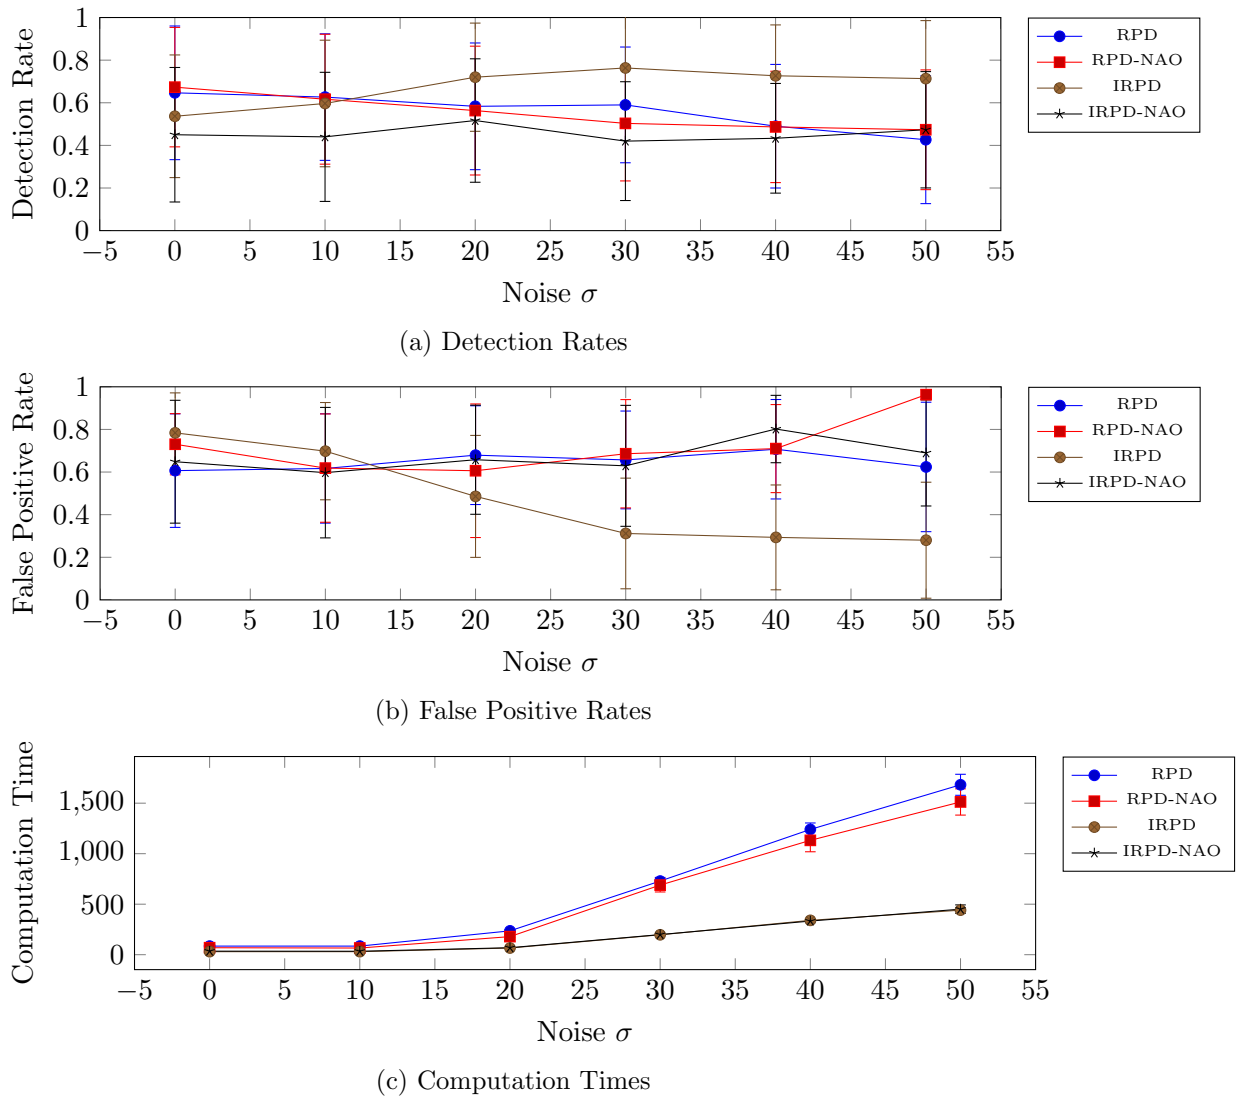 1
0.8
0.6
0.4
0.2
0
Detection Rate
−5 0 5 10 15 20 25 30 35 40 45 50 55
Noise σ
RPD
RPD-NAO
IRPD
IRPD-NAO
(a) Detection Rates
1
0.8
0.6
0.4
0.2
0
False Positive Rate
−5 0 5 10 15 20 25 30 35 40 45 50 55
Noise σ
RPD
RPD-NAO
IRPD
IRPD-NAO
(b) False Positive Rates
1,500
1,000
500
0
Computation Time
−5 0 5 10 15 20 25 30 35 40 45 50 55
Noise σ
RPD
RPD-NAO
IRPD
IRPD-NAO
(c) Computation Times